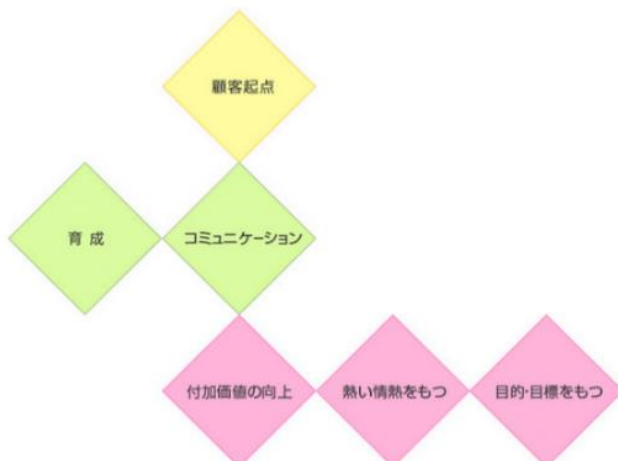 顧客起点
育成
コミュニケーション
付加価値の向上
熱い情熱をもつ
目的・目標をもつ